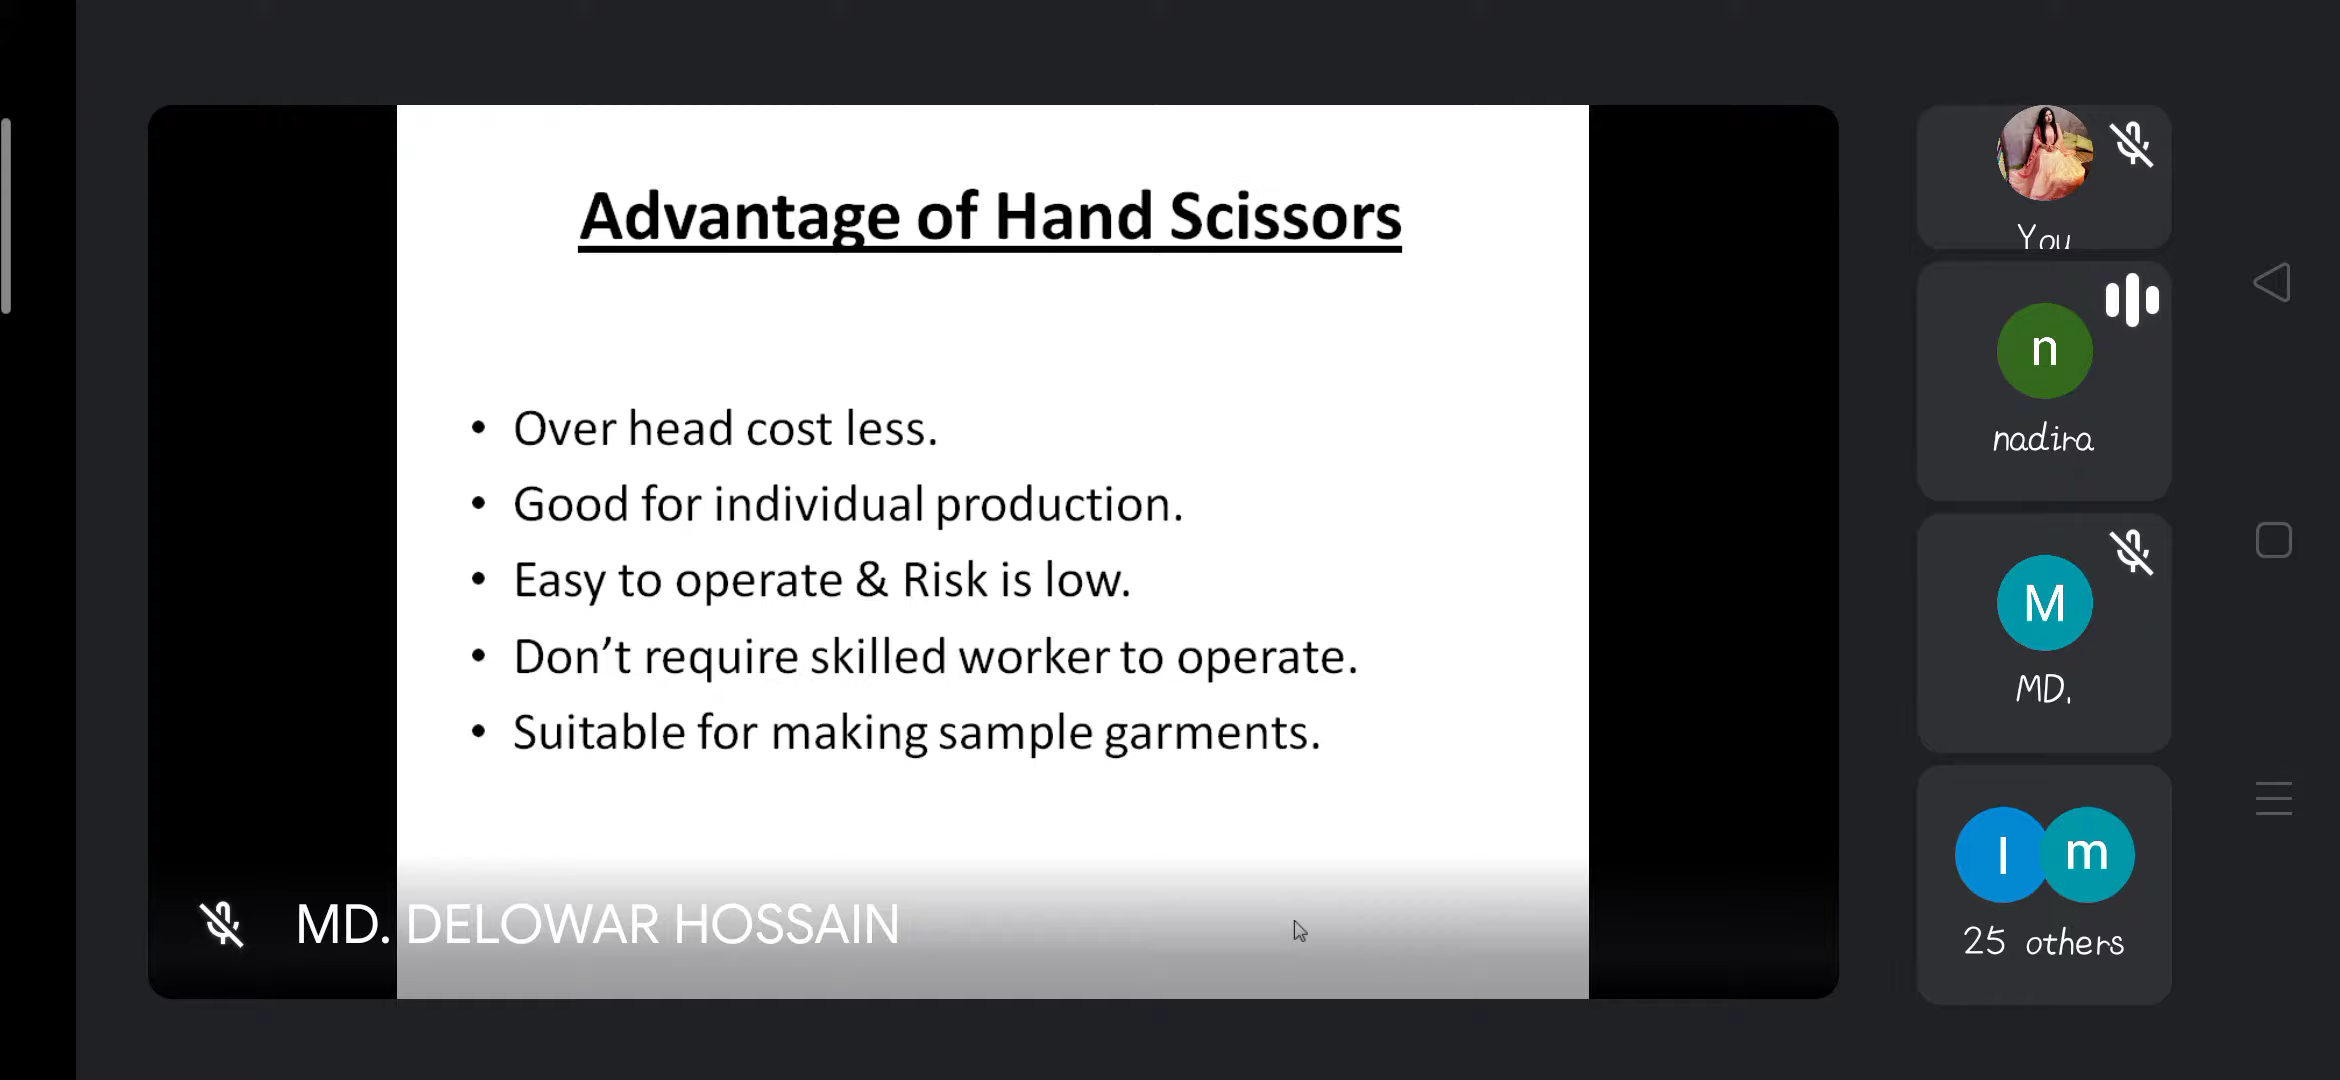 Advantage of Hand Scissors
• Over head cost less.
• Good for individual production.
• Easy to operate & Risk is low.
• Don’t require skilled worker to operate.
• Suitable for making sample garments.
MD. DELOWAR HOSSAIN
You
n
nadira
M
MD.
I m
25 others